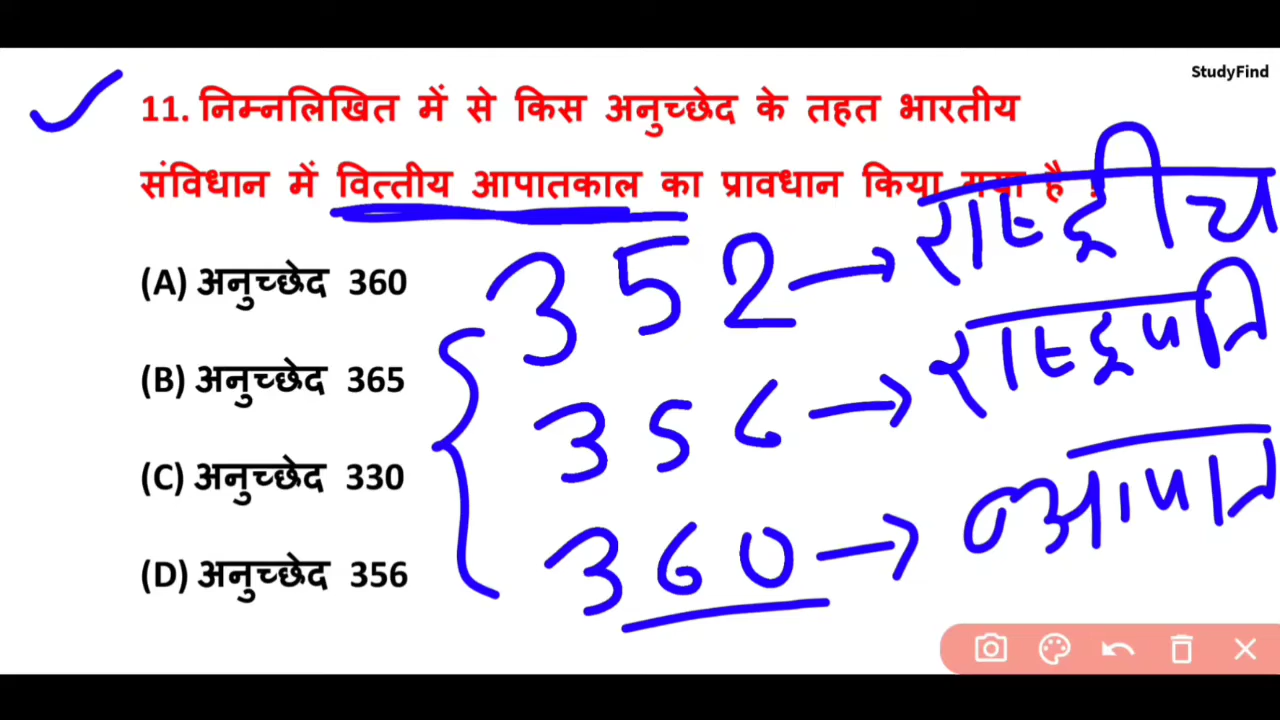 StudyFind
11. निम्नलिखित में से किस अनुच्छेद के तहत भारतीय
संविधान में वित्तीय आपातकाल का प्रावधान किया गया है ?
(A) अनुच्छेद 360
(B) अनुच्छेद 365
(C) अनुच्छेद 330
(D) अनुच्छेद 356
352 → राष्ट्रीय
356 → राष्ट्रपति
360 →